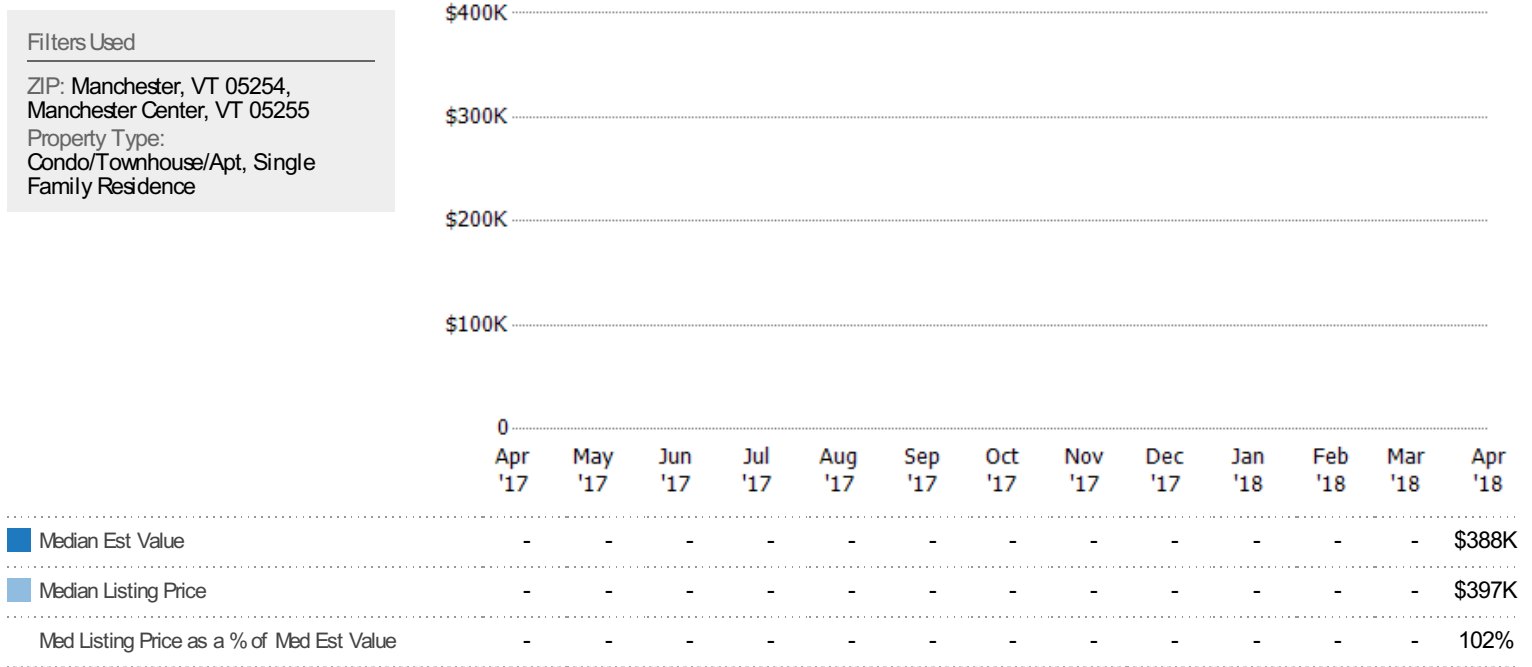 Filters Used
ZIP: Manchester, VT 05254,
Manchester Center, VT 05255
Property Type:
Condo/Townhouse/Apt, Single
Family Residence
$400K
$300K
$200K
$100K
0
Apr May Jun Jul Aug Sep Oct Nov Dec Jan Feb Mar Apr
'17 '17 '17 '17 '17 '17 '17 '17 '17 '18 '18 '18 '18
Median Est Value - - - - - - - - - - - - $388K
Median Listing Price - - - - - - - - - - - - $397K
Med Listing Price as a % of Med Est Value - - - - - - - - - - - - 102%